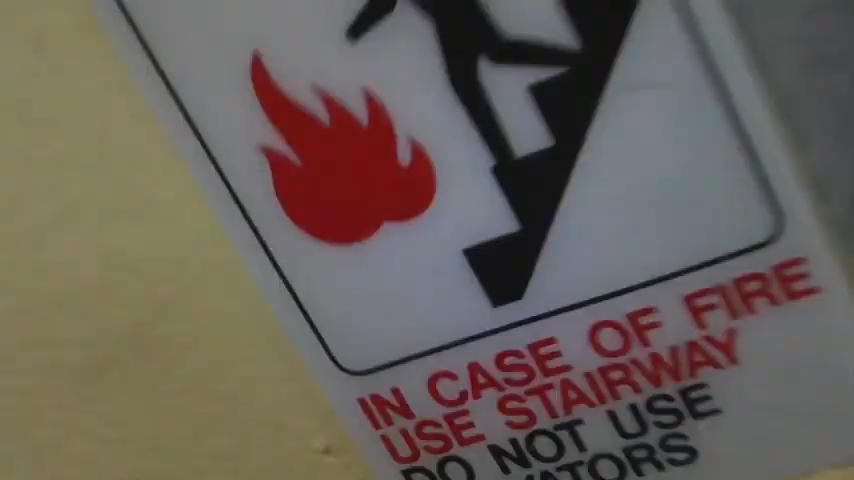 IN CASE OF FIRE
USE STAIRWAY
DO NOT USE